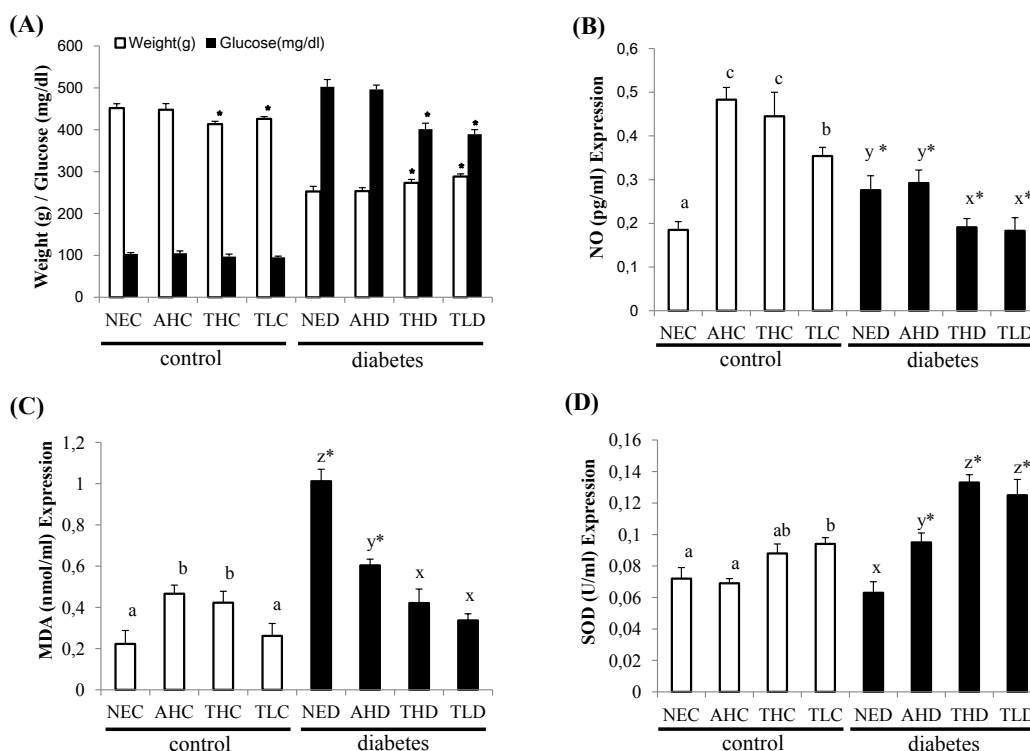 (A)
Weight(g) Glucose(mg/dl)
Weight (g) / Glucose (mg/dl)
600
500
400
300
200
100
0
* * * * * *
NEC AHC THC TLC NED AHD THD TLD
control diabetes
(B)
NO (pg/ml) Expression
0,6
0,5
0,4
0,3
0,2
0,1
0
a c c b y* y* x* x*
NEC AHC THC TLC NED AHD THD TLD
control diabetes
(C)
MDA (nmol/ml) Expression
1,2
1
0,8
0,6
0,4
0,2
0
a b b a z* y* x x
NEC AHC THC TLC NED AHD THD TLD
control diabetes
(D)
SOD (U/ml) Expression
0,16
0,14
0,12
0,1
0,08
0,06
0,04
0,02
0
a a ab b x y* z* z*
NEC AHC THC TLC NED AHD THD TLD
control diabetes